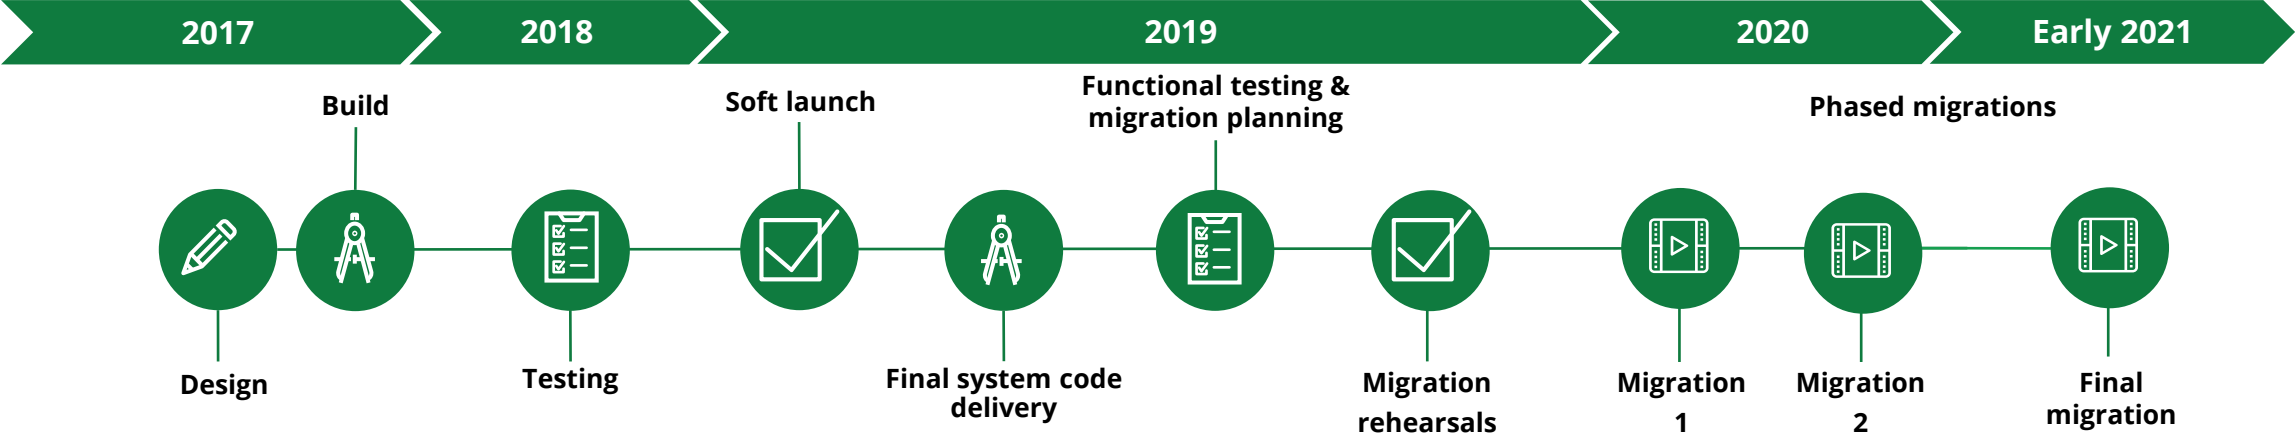 2017
2018
2019
2020
Early 2021
Build
Soft launch
Functional testing &
migration planning
Phased migrations
Design
Testing
Final system code
delivery
Migration
rehearsals
Migration
1
Migration
2
Final
migration